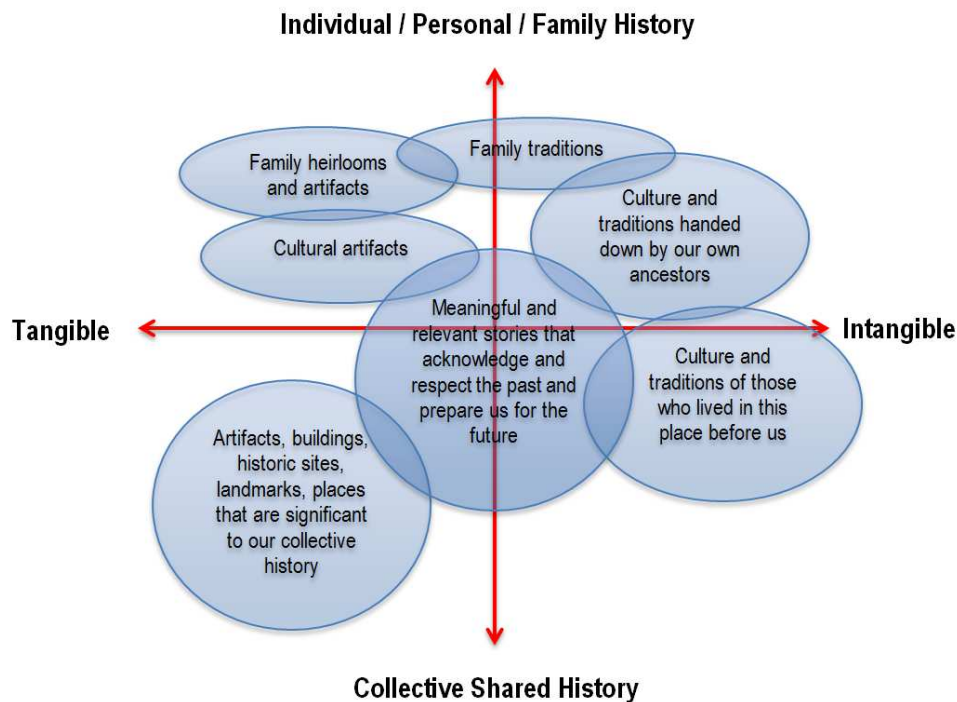 Individual / Personal / Family History
Family traditions
Family heirlooms
and artifacts
Culture and
traditions handed
down by our own
ancestors
Cultural artifacts
Meaningful and
relevant stories that
acknowledge and
respect the past and
prepare us for the
future
Tangible
Intangible
Culture and
traditions of those
who lived in this
place before us
Artifacts, buildings,
historic sites,
landmarks, places
that are significant
to our collective
history
Collective Shared History